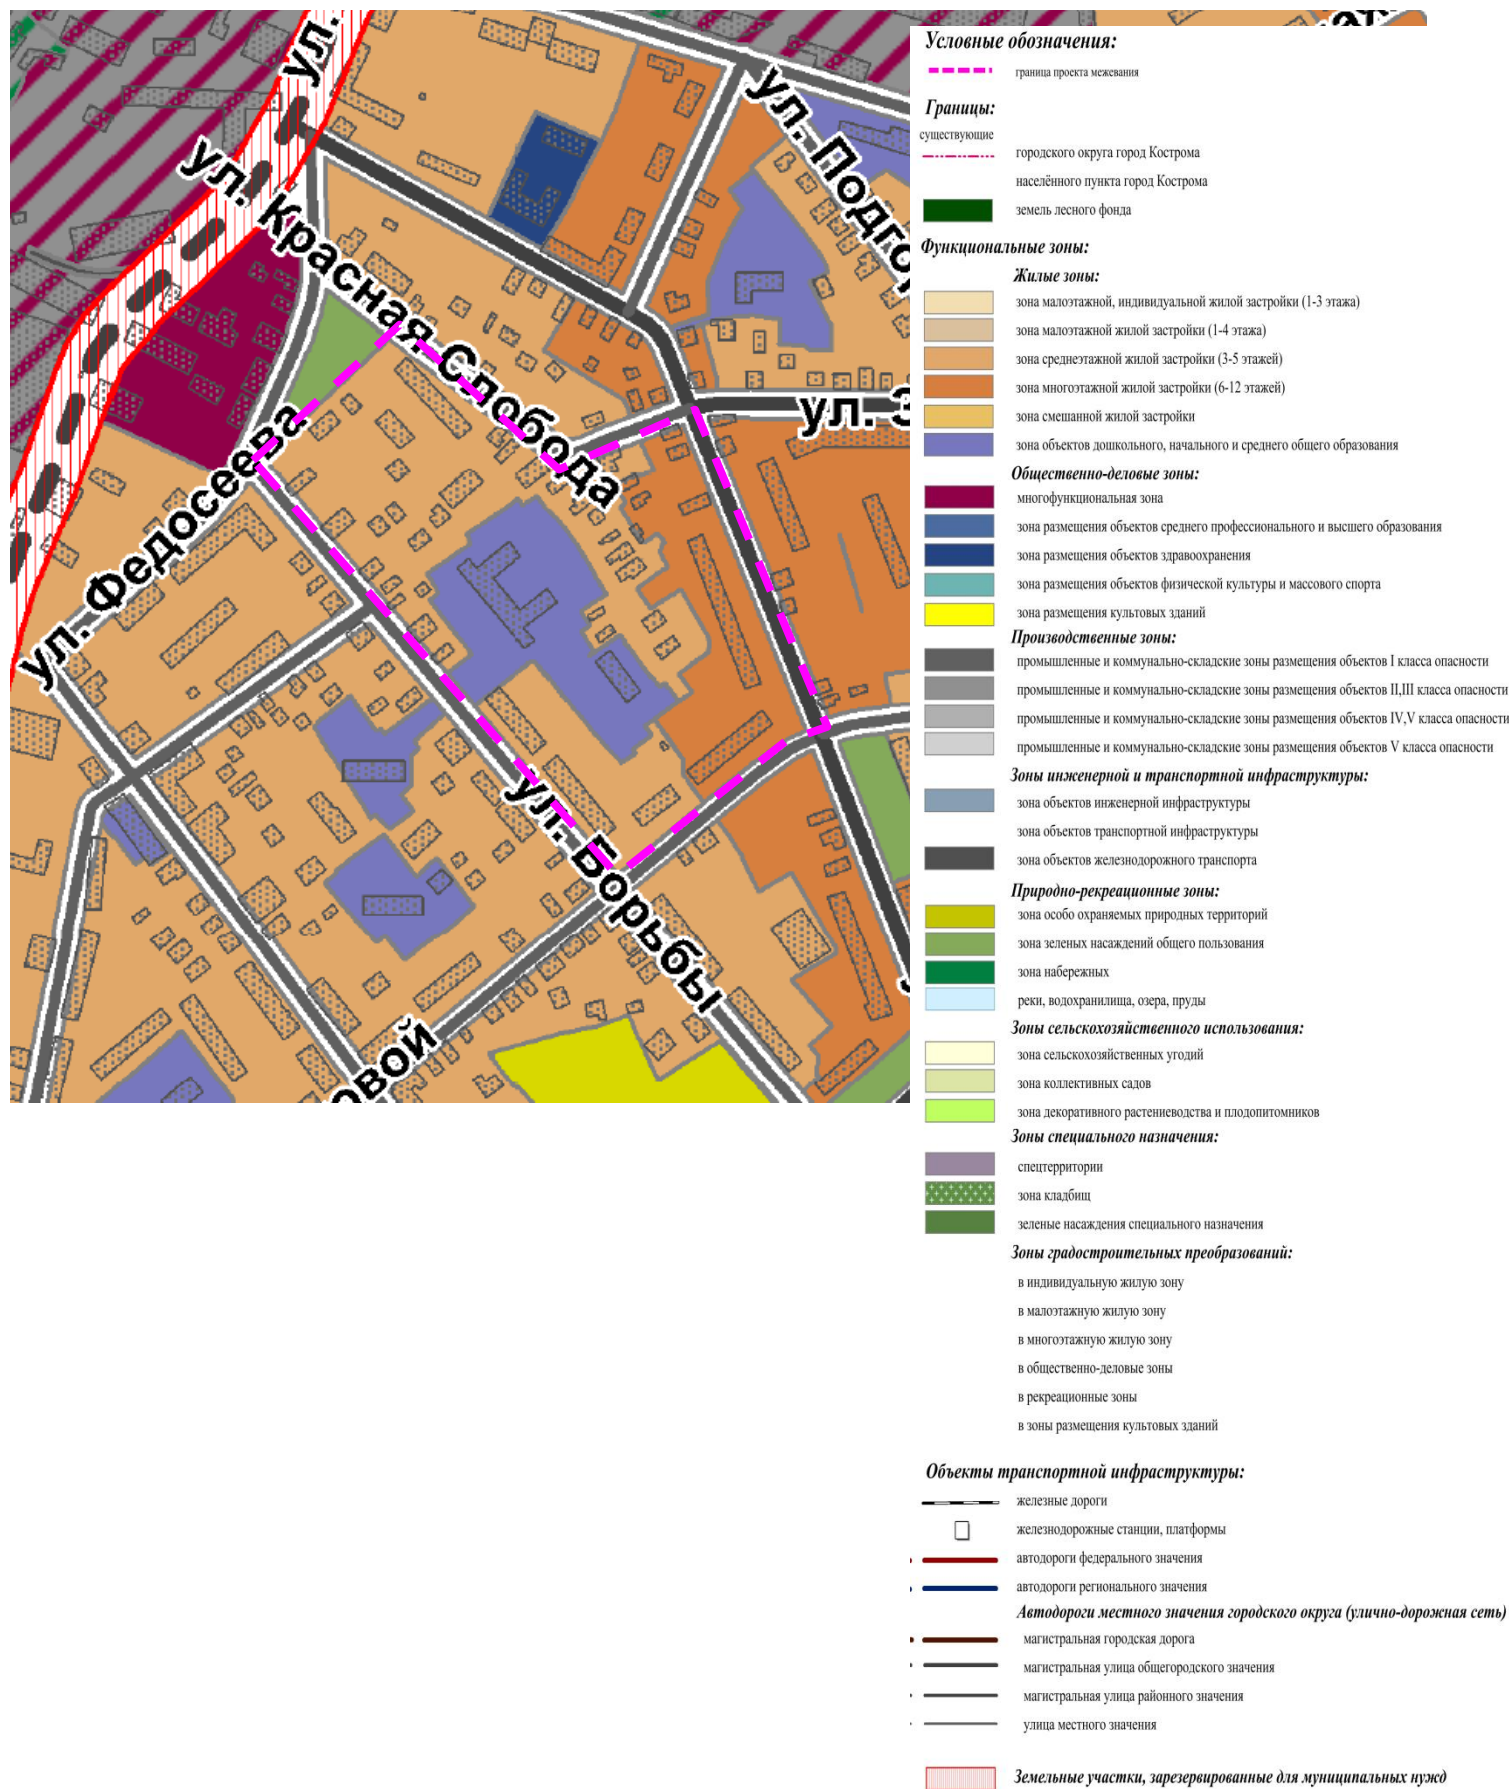 ул.
ул. Красная Слобода
ул. Подгор
ул. З
ул. Федосеева
ул. Борьбы
овой
Условные обозначения:
граница проекта межевания
Границы:
существующие
городского округа город Кострома
населённого пункта город Кострома
земель лесного фонда
Функциональные зоны:
Жилые зоны:
зона малоэтажной, индивидуальной жилой застройки (1-3 этажа)
зона малоэтажной жилой застройки (1-4 этажа)
зона среднеэтажной жилой застройки (3-5 этажей)
зона многоэтажной жилой застройки (6-12 этажей)
зона смешанной жилой застройки
зона объектов дошкольного, начального и среднего общего образования
Общественно-деловые зоны:
многофункциональная зона
зона размещения объектов среднего профессионального и высшего образования
зона размещения объектов здравоохранения
зона размещения объектов физической культуры и массового спорта
зона размещения культовых зданий
Производственные зоны:
промышленные и коммунально-складские зоны размещения объектов I класса опасности
промышленные и коммунально-складские зоны размещения объектов II,III класса опасности
промышленные и коммунально-складские зоны размещения объектов IV,V класса опасности
промышленные и коммунально-складские зоны размещения объектов V класса опасности
Зоны инженерной и транспортной инфраструктуры:
зона объектов инженерной инфраструктуры
зона объектов транспортной инфраструктуры
зона объектов железнодорожного транспорта
Природно-рекреационные зоны:
зона особо охраняемых природных территорий
зона зеленых насаждений общего пользования
зона набережных
реки, водохранилища, озера, пруды
Зоны сельскохозяйственного использования:
зона сельскохозяйственных угодий
зона коллективных садов
зона декоративного растениеводства и плодопитомников
Зоны специального назначения:
спецтерритории
зона кладбищ
зеленые насаждения специального назначения
Зоны градостроительных преобразований:
в индивидуальную жилую зону
в малоэтажную жилую зону
в многоэтажную жилую зону
в общественно-деловые зоны
в рекреационные зоны
в зоны размещения культовых зданий
Объекты транспортной инфраструктуры:
железные дороги
железнодорожные станции, платформы
автодороги федерального значения
автодороги регионального значения
Автодороги местного значения городского округа (улично-дорожная сеть)
магистральная городская дорога
магистральная улица общегородского значения
магистральная улица районного значения
улица местного значения
Земельные участки, зарезервированные для муниципальных нужд